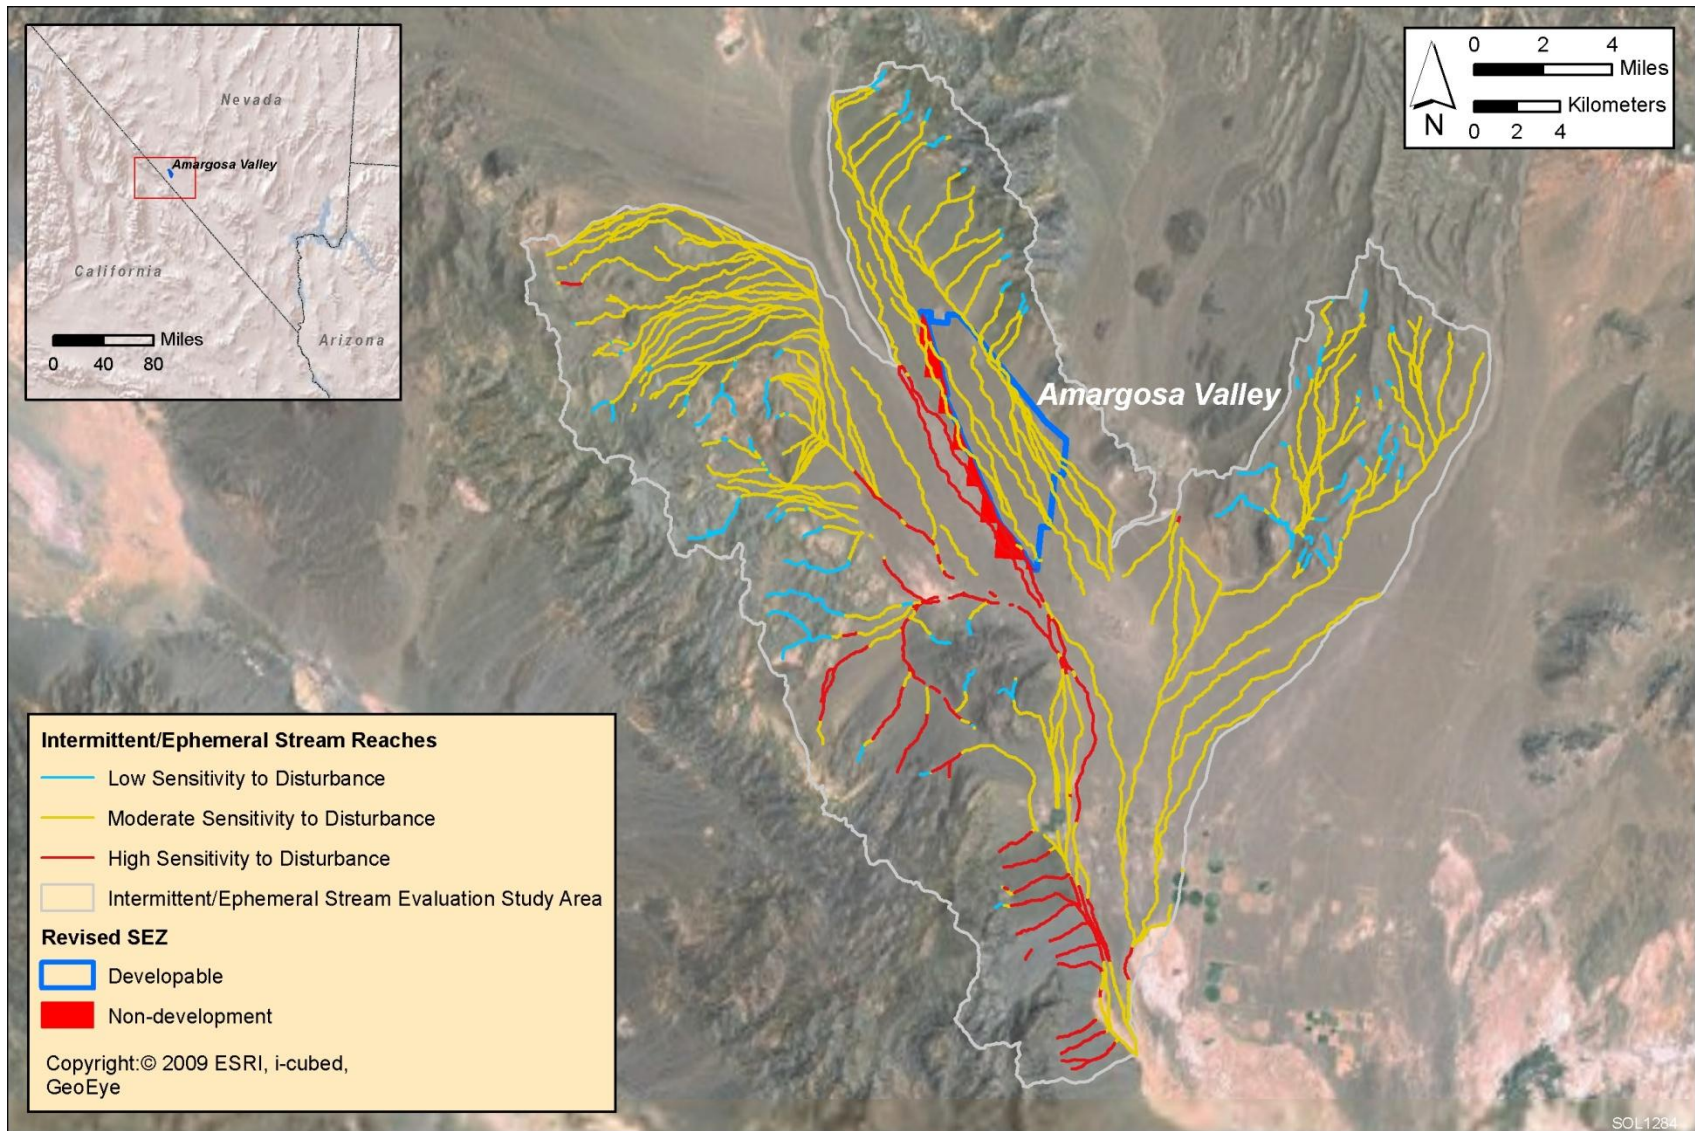 Nevada
Amargosa Valley
California
Arizona
Miles
0 40 80
0 2 4
Miles
Kilometers
0 2 4
N
Amargosa Valley
Intermittent/Ephemeral Stream Reaches
Low Sensitivity to Disturbance
Moderate Sensitivity to Disturbance
High Sensitivity to Disturbance
Intermittent/Ephemeral Stream Evaluation Study Area
Revised SEZ
Developable
Non-development
Copyright:© 2009 ESRI, i-cubed,
GeoEye
SOL1284